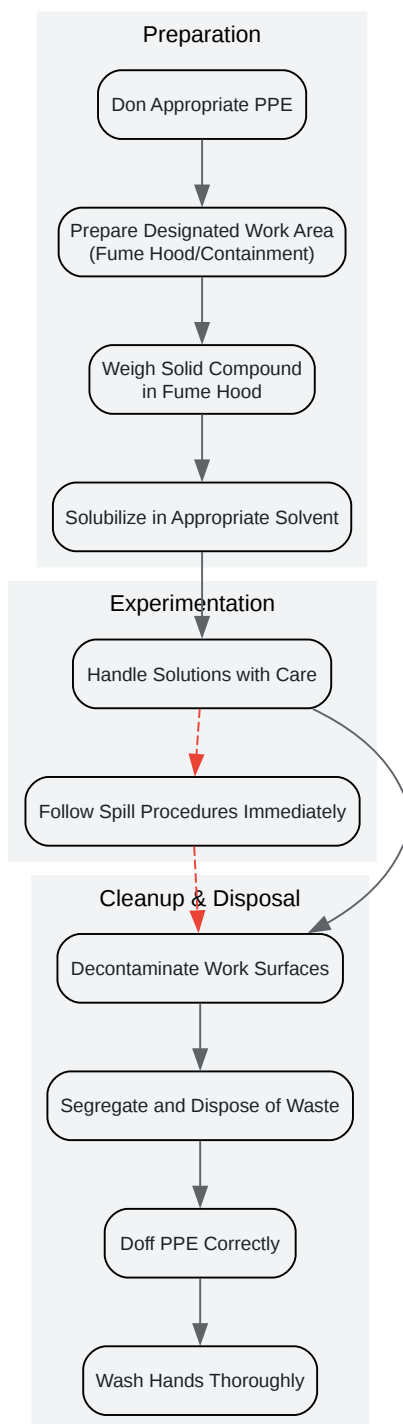 Preparation
Don Appropriate PPE
Prepare Designated Work Area
(Fume Hood/Containment)
Weigh Solid Compound
in Fume Hood
Solubilize in Appropriate Solvent
Experimentation
Handle Solutions with Care
Follow Spill Procedures Immediately
Cleanup & Disposal
Decontaminate Work Surfaces
Segregate and Dispose of Waste
Doff PPE Correctly
Wash Hands Thoroughly